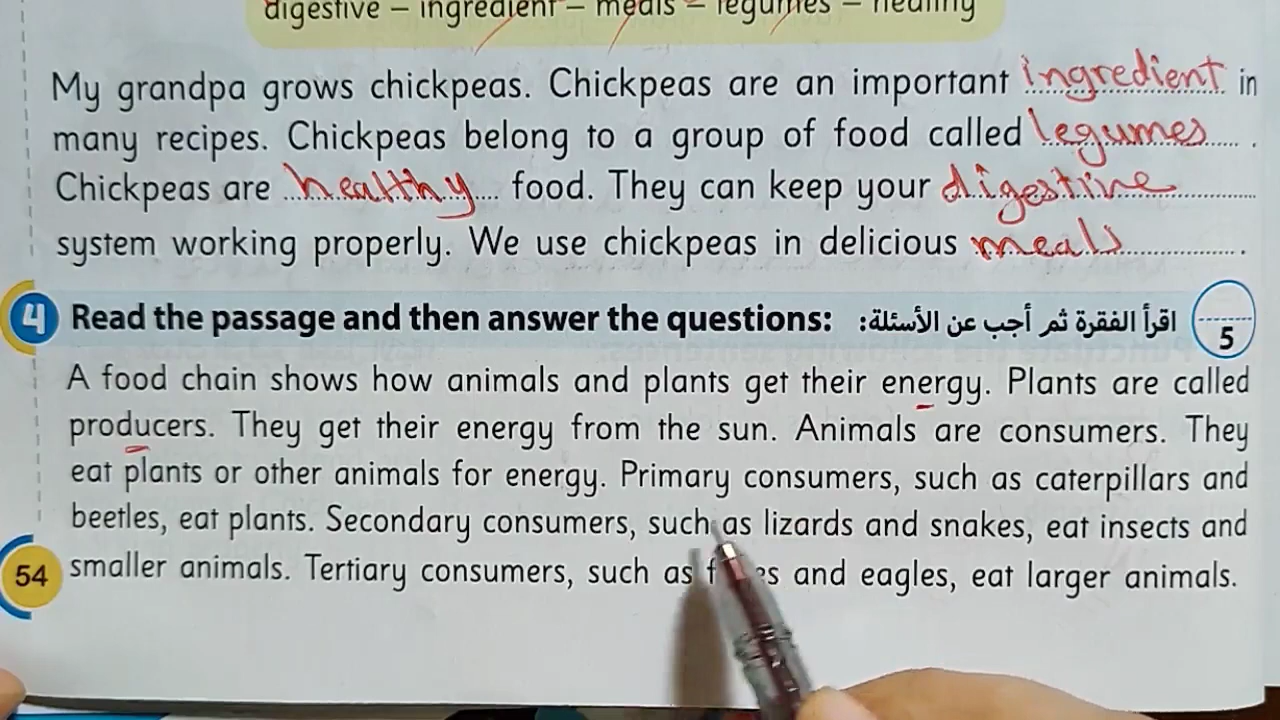 digestive – ingredient – meals – legumes – healthy
My grandpa grows chickpeas. Chickpeas are an important ingredient in
many recipes. Chickpeas belong to a group of food called legumes .
Chickpeas are healthy food. They can keep your digestive
system working properly. We use chickpeas in delicious meals .
4 Read the passage and then answer the questions: اقرأ الفقرة ثم أجب عن الأسئلة: 5
A food chain shows how animals and plants get their energy. Plants are called
producers. They get their energy from the sun. Animals are consumers. They
eat plants or other animals for energy. Primary consumers, such as caterpillars and
beetles, eat plants. Secondary consumers, such as lizards and snakes, eat insects and
54 smaller animals. Tertiary consumers, such as and eagles, eat larger animals.